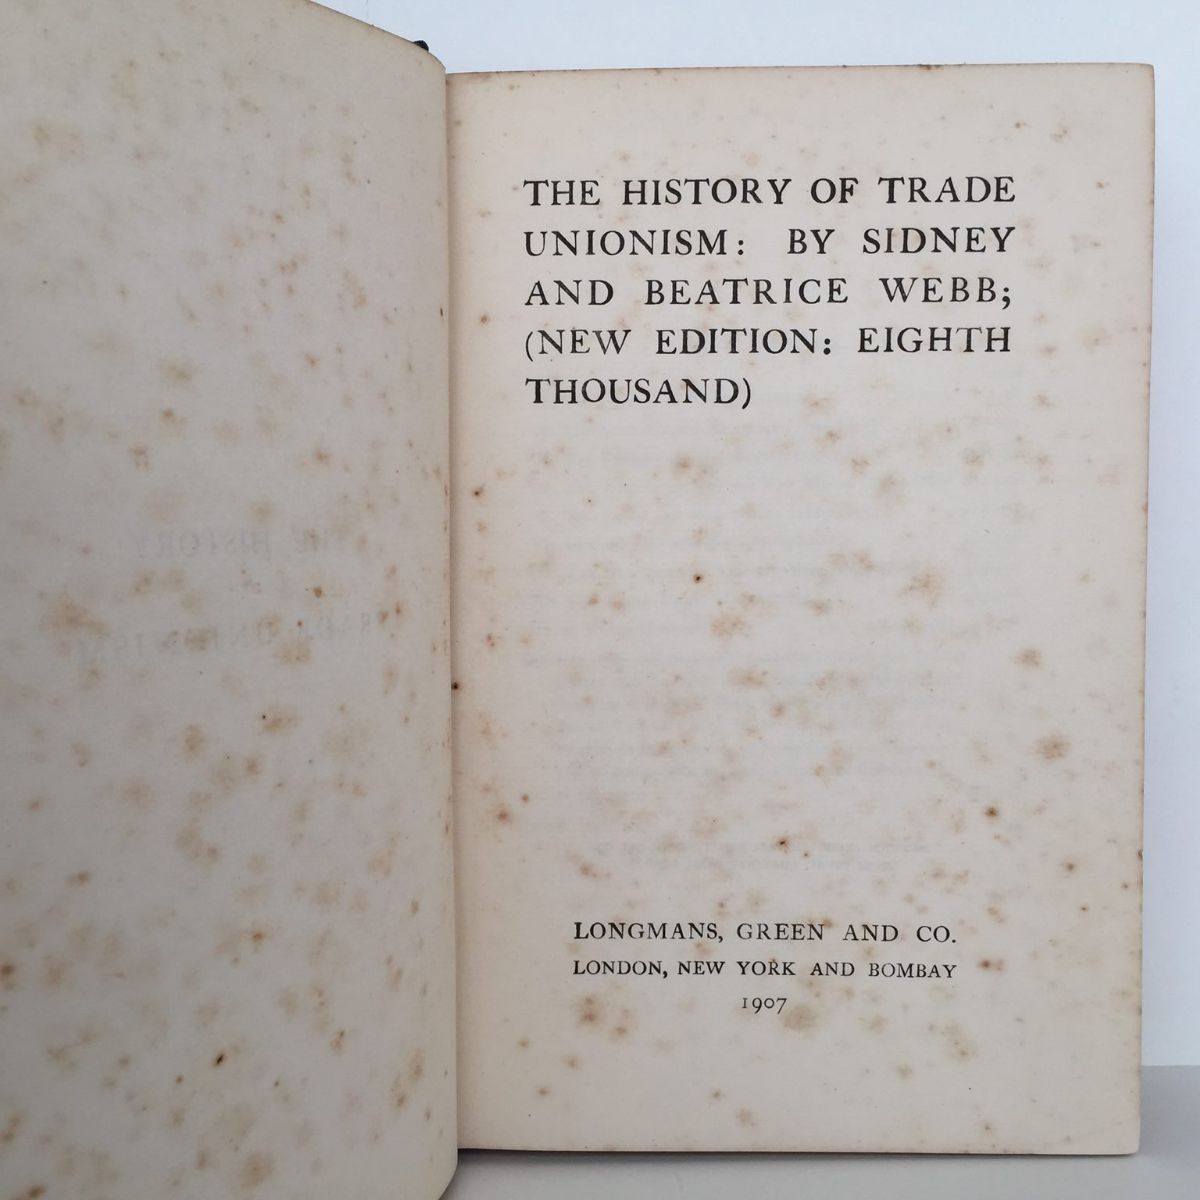 THE HISTORY OF TRADE
UNIONISM: BY SIDNEY
AND BEATRICE WEBB;
(NEW EDITION: EIGHTH
THOUSAND)
LONGMANS, GREEN AND CO.
LONDON, NEW YORK AND BOMBAY
1907